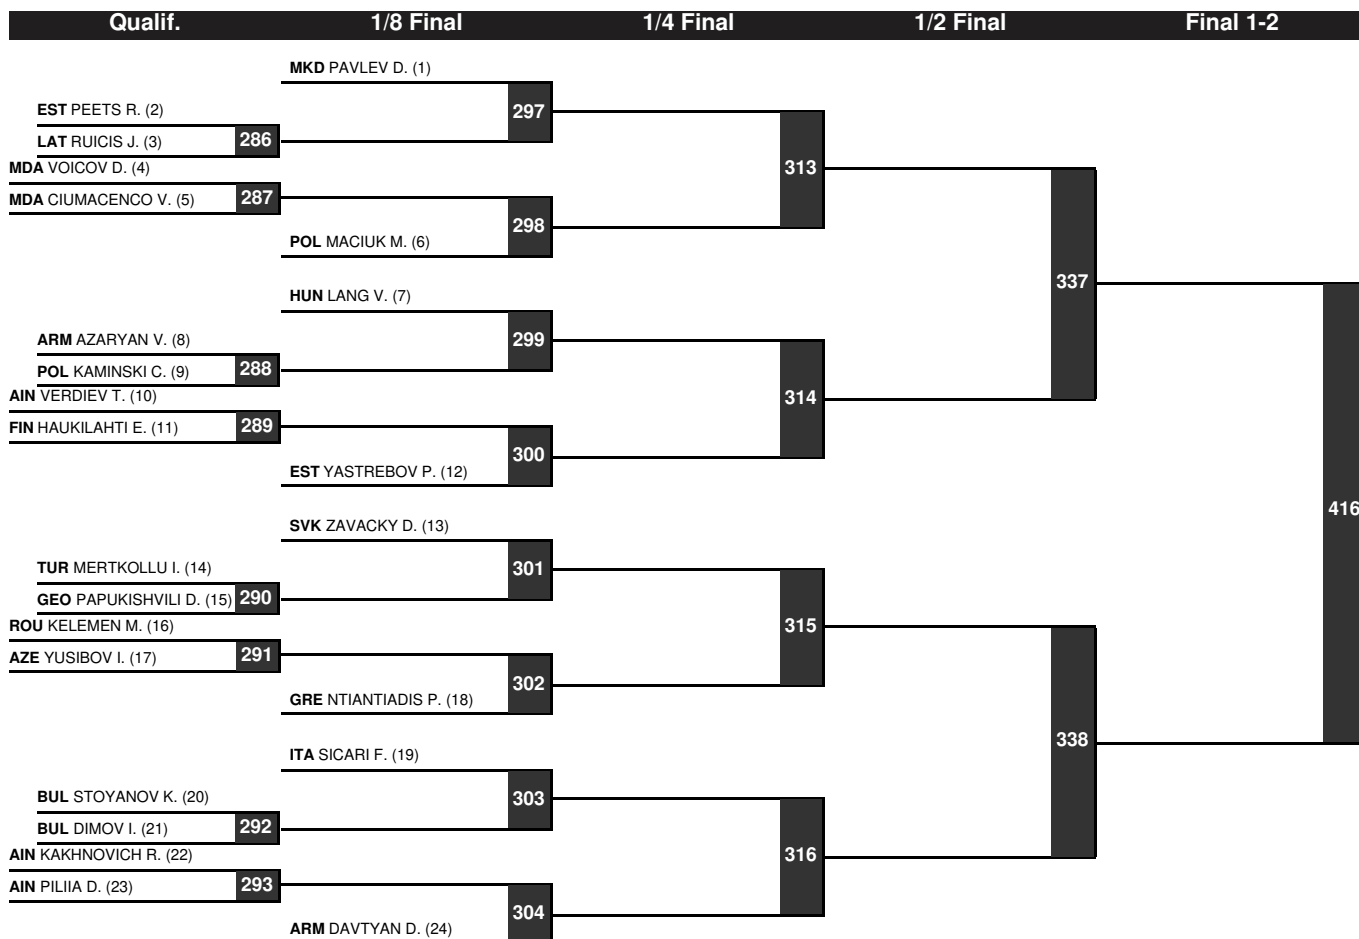 Qualif. 1/8 Final 1/4 Final 1/2 Final Final 1-2
MKD PAVLEV D. (1)
EST PEETS R. (2)
297
LAT RUICIS J. (3) 286
MDA VOICOV D. (4)
313
MDA CIUMACENCO V. (5) 287
298
POL MACIUK M. (6)
337
HUN LANG V. (7)
ARM AZARYAN V. (8)
299
POL KAMINSKI C. (9) 288
AIN VERDIEV T. (10)
314
FIN HAUKILAHTI E. (11) 289
300
EST YASTREBOV P. (12)
416
SVK ZAVACKY D. (13)
TUR MERTKOLLU I. (14)
301
GEO PAPUKISHVILI D. (15) 290
ROU KELEMEN M. (16)
315
AZE YUSIBOV I. (17) 291
302
GRE NTIANTIADIS P. (18)
338
ITA SICARI F. (19)
BUL STOYANOV K. (20)
303
BUL DIMOV I. (21) 292
AIN KAKHNOVICH R. (22)
316
AIN PILIIA D. (23) 293
304
ARM DAVTYAN D. (24)